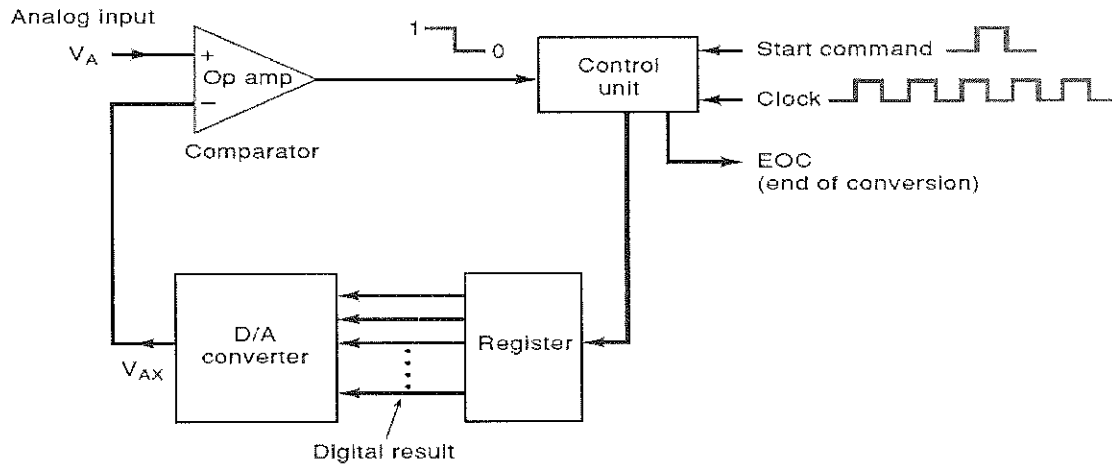 Analog input
V_A
+
Op amp
−
Comparator
1
0
Control
unit
Start command
Clock
EOC
(end of conversion)
D/A
converter
Register
V_AX
Digital result